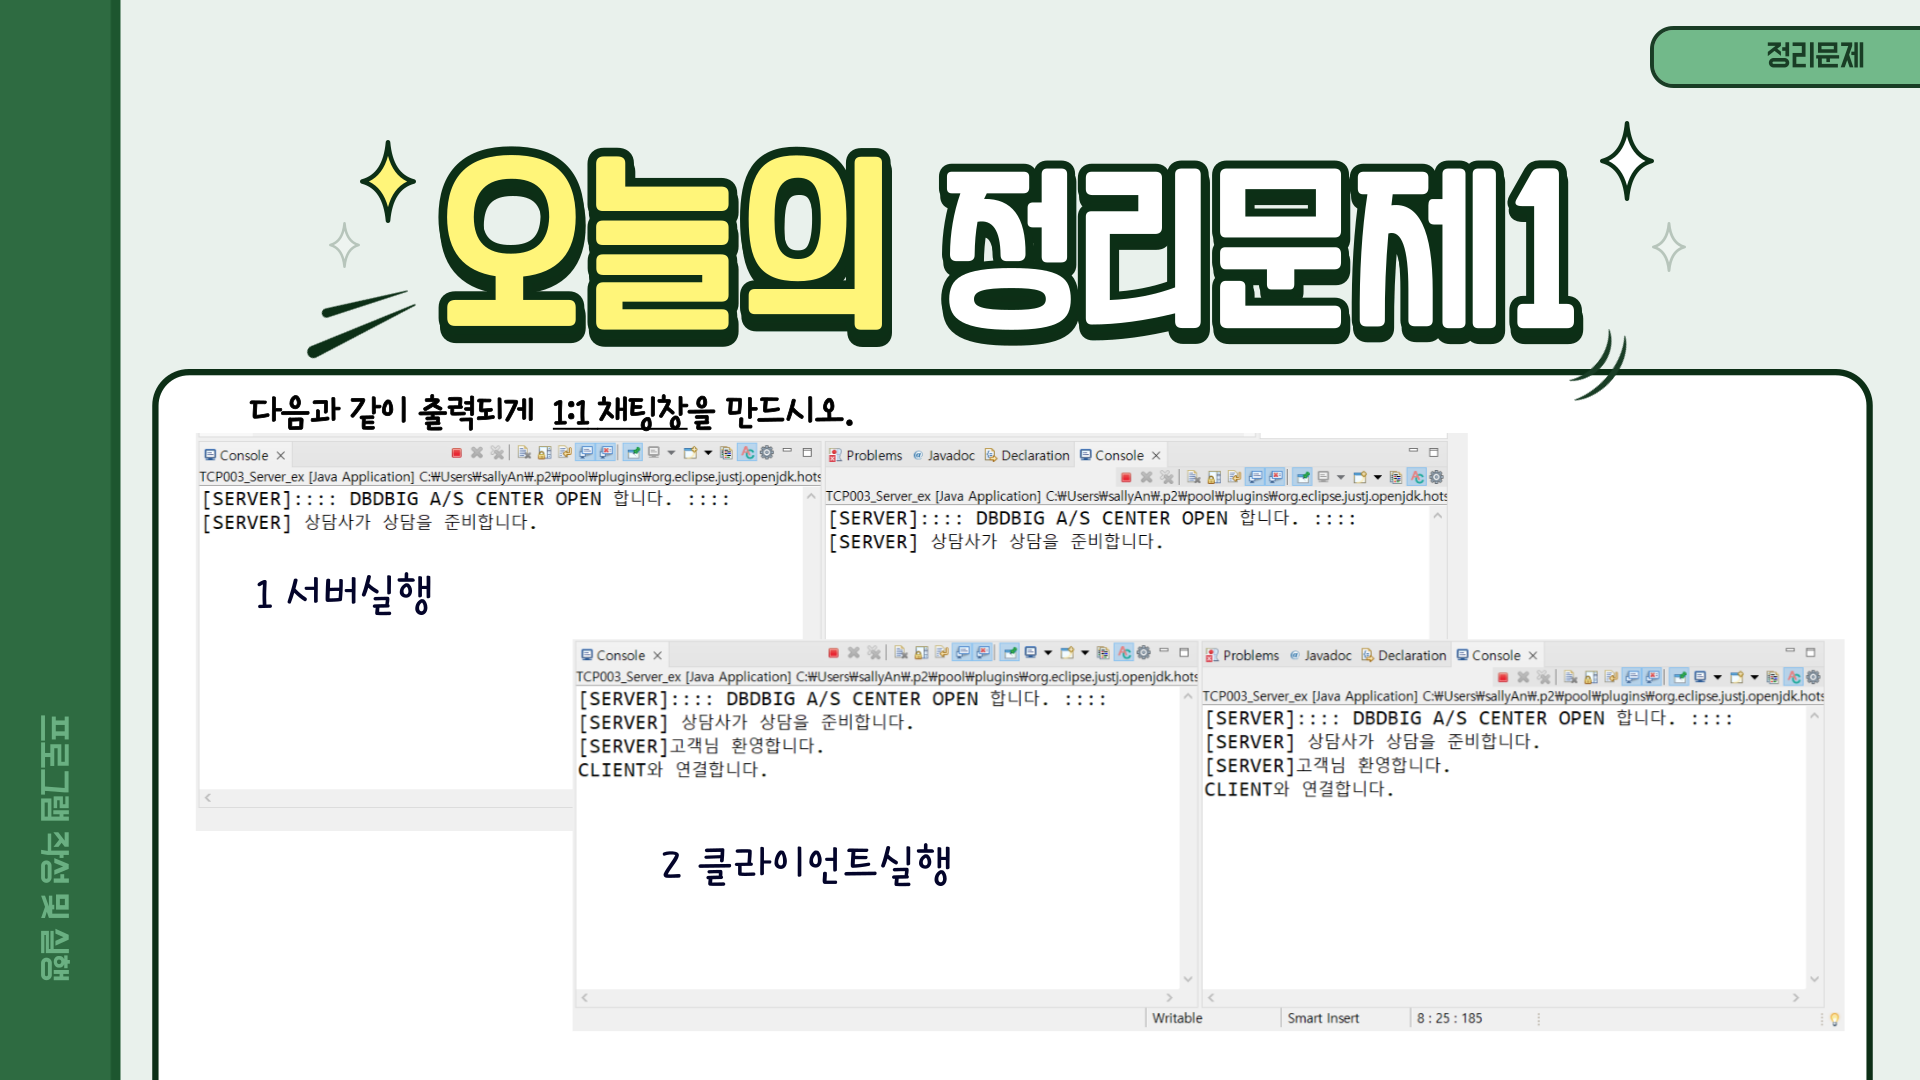 정리문제
오늘의 정리문제1
다음과 같이 출력되게 1:1 채팅창을 만드시오.
Console
TCP003_Server_ex [Java Application] C:₩Users₩sallyAn₩.p2₩pool₩plugins₩org.eclipse.justj.openjdk.hots
[SERVER]:::: DBDBIG A/S CENTER OPEN 합니다. ::::
[SERVER] 상담사가 상담을 준비합니다.
1 서버실행
Problems Javadoc Declaration Console
TCP003_Server_ex [Java Application] C:₩Users₩sallyAn₩.p2₩pool₩plugins₩org.eclipse.justj.openjdk.hots
[SERVER]:::: DBDBIG A/S CENTER OPEN 합니다. ::::
[SERVER] 상담사가 상담을 준비합니다.
Console
TCP003_Server_ex [Java Application] C:₩Users₩sallyAn₩.p2₩pool₩plugins₩org.eclipse.justj.openjdk.hots
[SERVER]:::: DBDBIG A/S CENTER OPEN 합니다. ::::
[SERVER] 상담사가 상담을 준비합니다.
[SERVER]고객님 환영합니다.
CLIENT와 연결합니다.
2 클라이언트실행
Problems Javadoc Declaration Console
TCP003_Server_ex [Java Application] C:₩Users₩sallyAn₩.p2₩pool₩plugins₩org.eclipse.justj.openjdk.hots
[SERVER]:::: DBDBIG A/S CENTER OPEN 합니다. ::::
[SERVER] 상담사가 상담을 준비합니다.
[SERVER]고객님 환영합니다.
CLIENT와 연결합니다.
Writable Smart Insert 8 : 25 : 185
프로그램 작성 및 실행